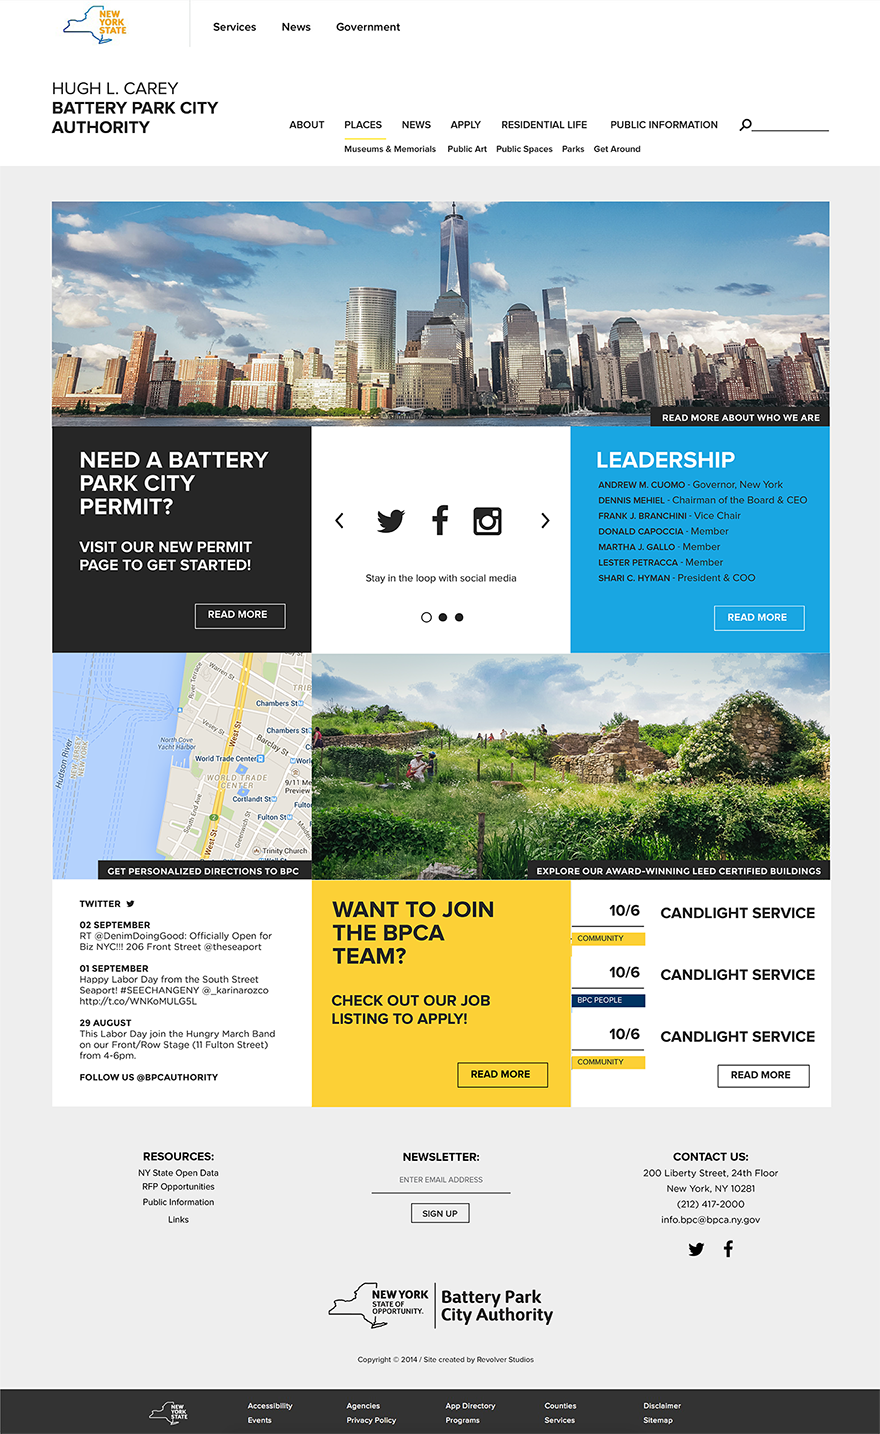 NEW
YORK
STATE
Services News Government
HUGH L. CAREY
BATTERY PARK CITY
AUTHORITY
ABOUT PLACES NEWS APPLY RESIDENTIAL LIFE PUBLIC INFORMATION
Museums & Memorials Public Art Public Spaces Parks Get Around
READ MORE ABOUT WHO WE ARE
NEED A BATTERY
PARK CITY
PERMIT?
VISIT OUR NEW PERMIT
PAGE TO GET STARTED!
READ MORE
Stay in the loop with social media
LEADERSHIP
ANDREW M. CUOMO - Governor, New York
DENNIS MEHIEL - Chairman of the Board & CEO
FRANK J. BRANCHINI - Vice Chair
DONALD CAPOCCIA - Member
MARTHA J. GALLO - Member
LESTER PETRACCA - Member
SHARI C. HYMAN - President & COO
READ MORE
River Terrace
Warren St
TRIB
Chambers St
Vesey St
West St
Chambers St
Barclay St
North Cove
Yacht Harbor
World Trade Center
World
Hudson River
NEW JERSEY
NEW YORK
WORLD TRADE
CENTER
9/11 Me
Preview
Cortlandt St
South End Ave
Fulton St
Fulto
Greenwich St
West St
Trinity Church
GET PERSONALIZED DIRECTIONS TO BPC
EXPLORE OUR AWARD-WINNING LEED CERTIFIED BUILDINGS
TWITTER
02 SEPTEMBER
RT @DenimDoingGood: Officially Open for
Biz NYC!!! 206 Front Street @theseaport
01 SEPTEMBER
Happy Labor Day from the South Street
Seaport! #SEECHANGENY @_karinarozco
http://t.co/WNKoMULG5L
29 AUGUST
This Labor Day join the Hungry March Band
on our Front/Row Stage (11 Fulton Street)
from 4-6pm.
FOLLOW US @BPCAUTHORITY
WANT TO JOIN
THE BPCA
TEAM?
CHECK OUT OUR JOB
LISTING TO APPLY!
READ MORE
10/6 CANDLIGHT SERVICE
COMMUNITY
10/6 CANDLIGHT SERVICE
BPC PEOPLE
10/6 CANDLIGHT SERVICE
COMMUNITY
READ MORE
RESOURCES:
NY State Open Data
RFP Opportunities
Public Information
Links
NEWSLETTER:
ENTER EMAIL ADDRESS
SIGN UP
CONTACT US:
200 Liberty Street, 24th Floor
New York, NY 10281
(212) 417-2000
info.bpc@bpca.ny.gov
NEW YORK
STATE OF
OPPORTUNITY.
Battery Park
City Authority
Copyright © 2014 / Site created by Revolver Studios
NEW
YORK
STATE
Accessibility Agencies App Directory Counties Disclaimer
Events Privacy Policy Programs Services Sitemap